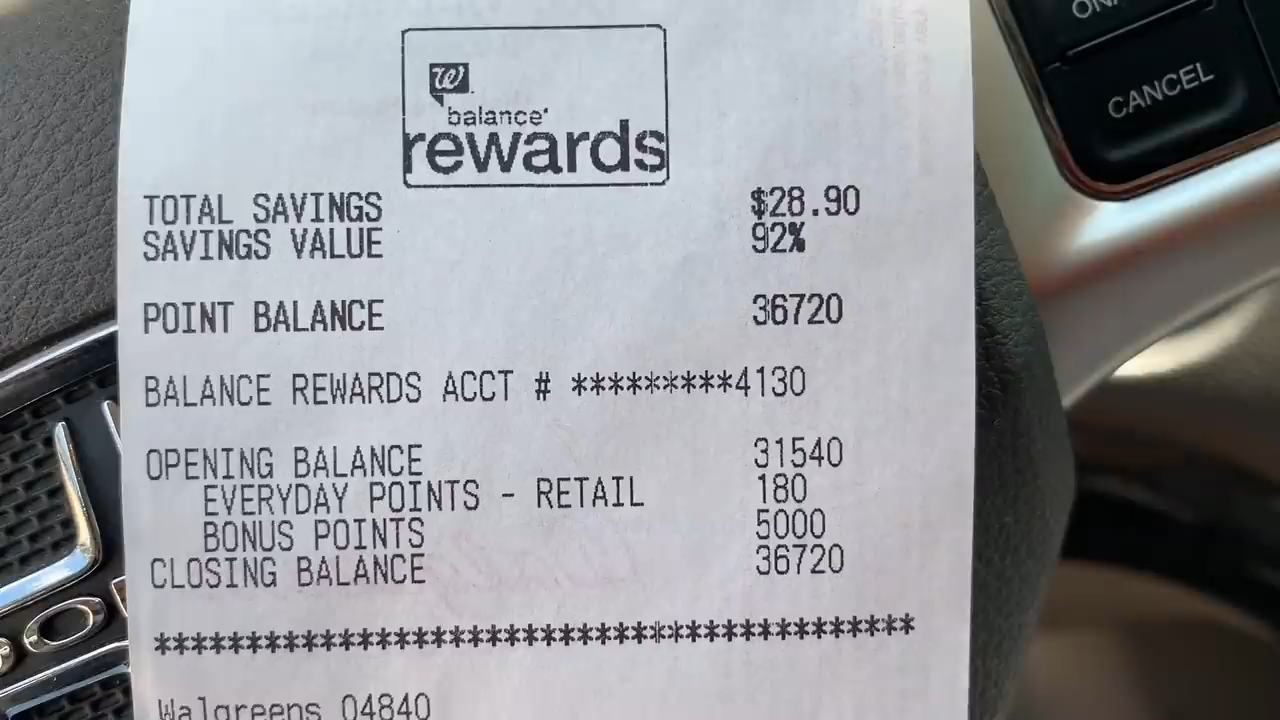 W
balance
rewards
TOTAL SAVINGS $28.90
SAVINGS VALUE 92%
POINT BALANCE 36720
BALANCE REWARDS ACCT # *********4130
OPENING BALANCE 31540
EVERYDAY POINTS - RETAIL 180
BONUS POINTS 5000
CLOSING BALANCE 36720
******************************************
Walgreens 04840
CANCEL